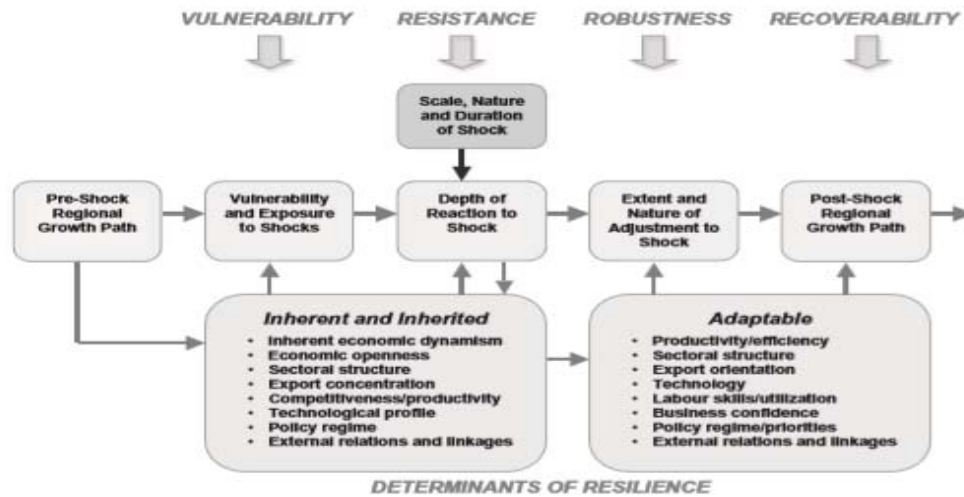 VULNERABILITY RESISTANCE ROBUSTNESS RECOVERABILITY
Scale, Nature
and Duration
of Shock
Pre-Shock
Regional
Growth Path
Vulnerability
and Exposure
to Shocks
Depth of
Reaction to
Shock
Extent and
Nature of
Adjustment to
Shock
Post-Shock
Regional
Growth Path
Inherent and Inherited
• Inherent economic dynamism
• Economic openness
• Sectoral structure
• Export concentration
• Competitiveness/productivity
• Technological profile
• Policy regime
• External relations and linkages
Adaptable
• Productivity/efficiency
• Sectoral structure
• Export orientation
• Technology
• Labour skills/utilization
• Business confidence
• Policy regime/priorities
• External relations and linkages
DETERMINANTS OF RESILIENCE